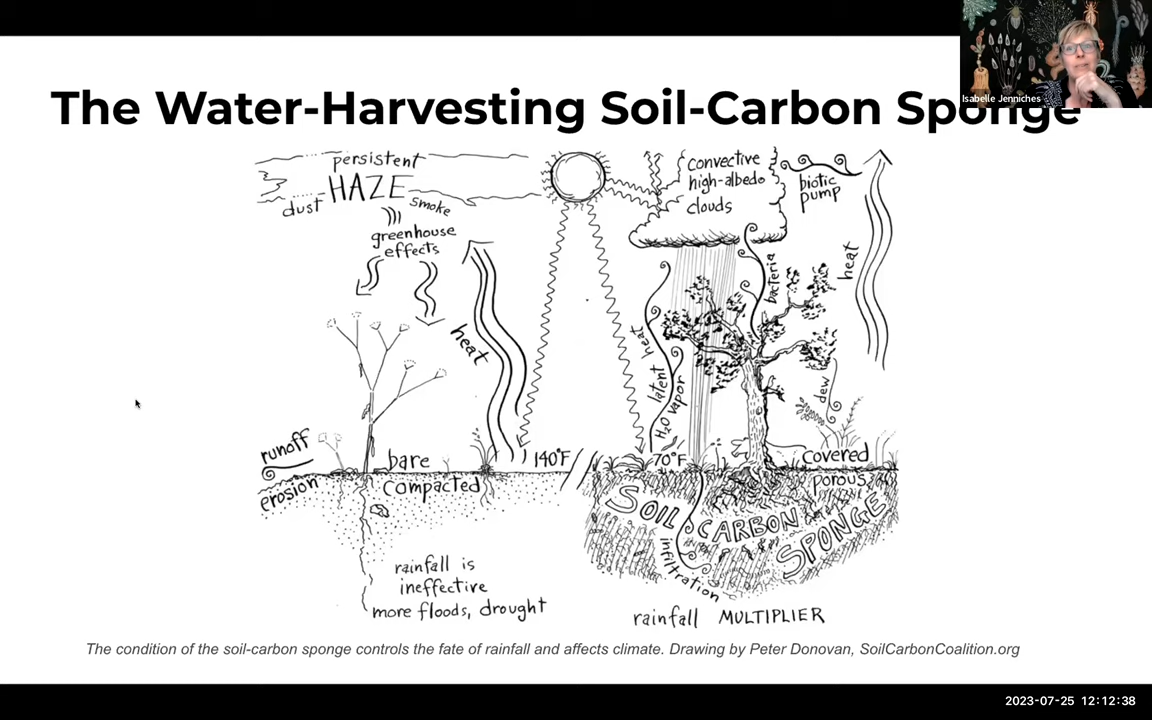 The Water-Harvesting Soil-Carbon Sponge
Isabelle Jenniches
persistent
HAZE
dust
smoke
greenhouse
effects
heat
runoff
erosion
bare
compacted
140°F
rainfall is
ineffective
more floods, drought
convective
high-albedo
clouds
biotic
pump
heat
bacteria
latent heat
H₂O vapor
dew
70°F
covered
porous
SOIL CARBON SPONGE
infiltration
rainfall MULTIPLIER
The condition of the soil-carbon sponge controls the fate of rainfall and affects climate. Drawing by Peter Donovan, SoilCarbonCoalition.org
2023-07-25 12:12:38